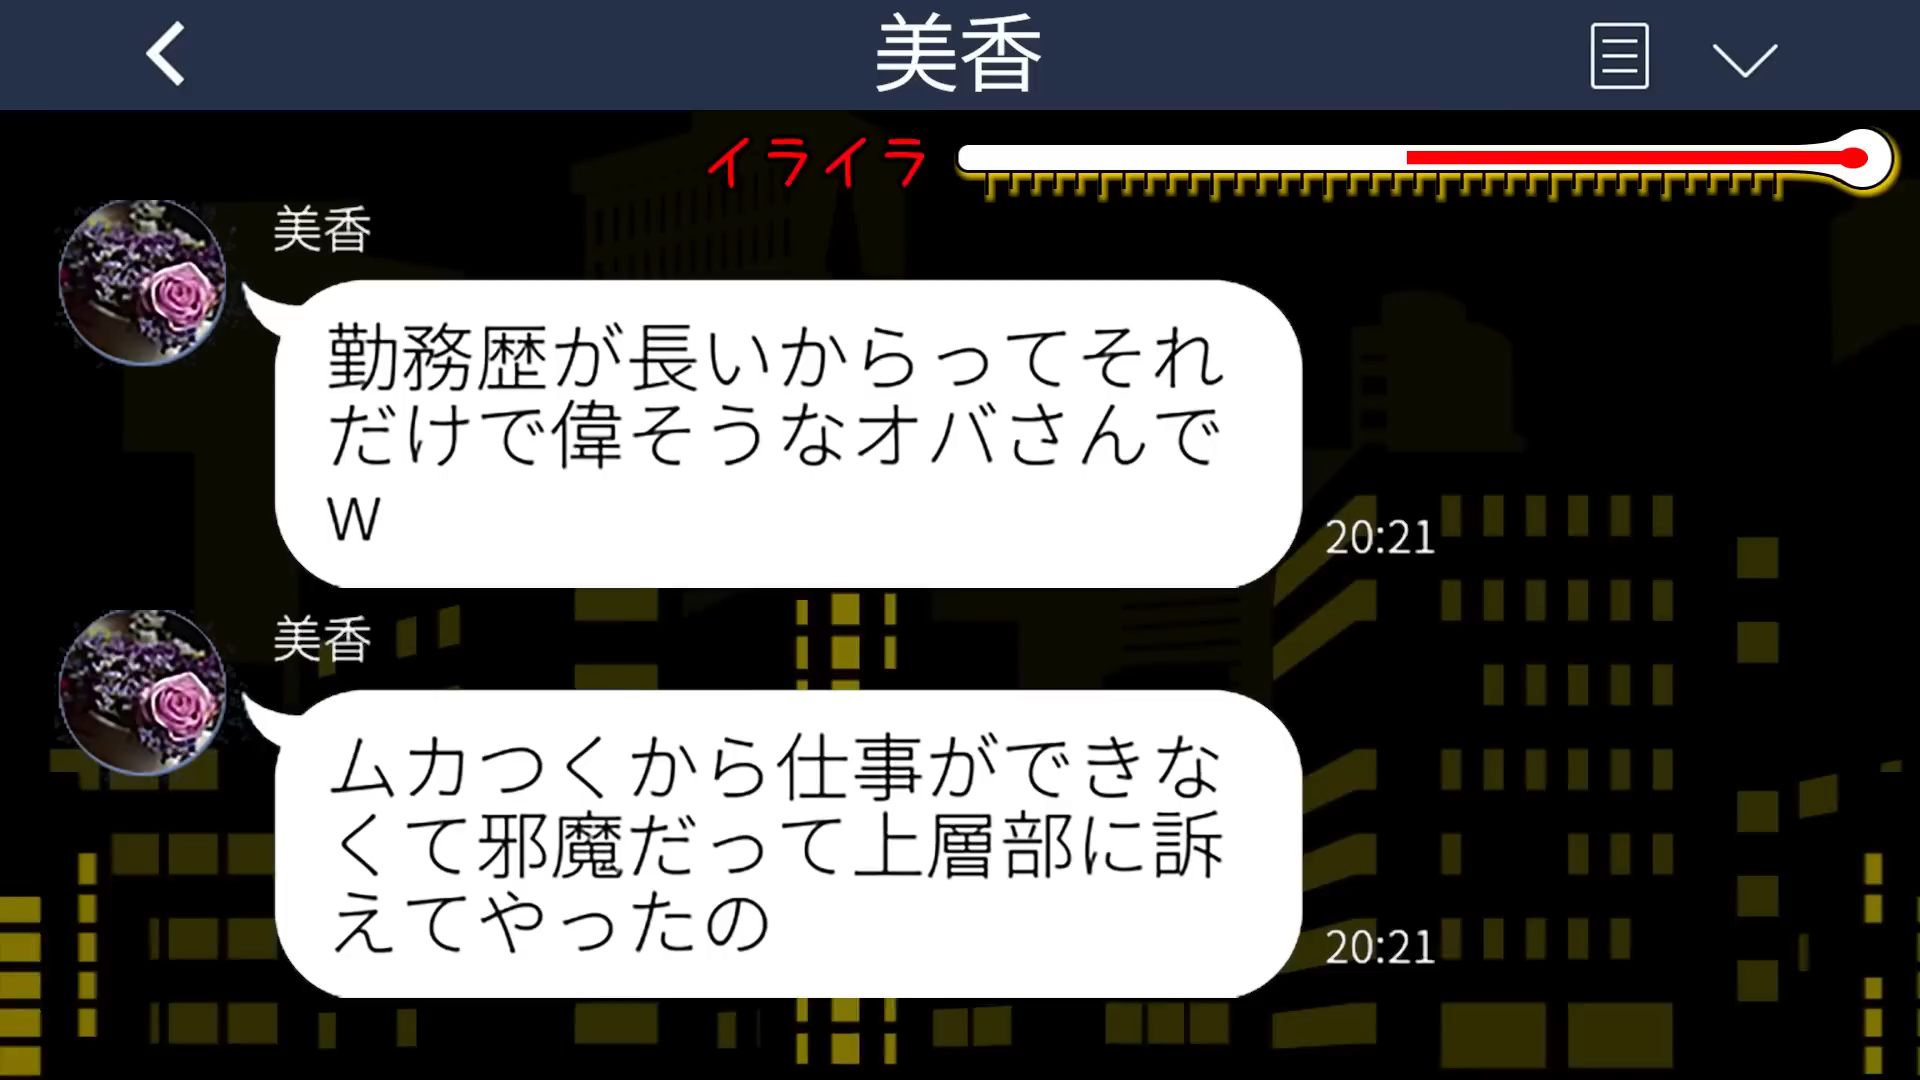 美香
イライラ
美香
勤務歴が長いからってそれ
だけで偉そうなオバさんで
w
20:21
美香
ムカつくから仕事ができな
くて邪魔だって上層部に訴
えてやったの
20:21